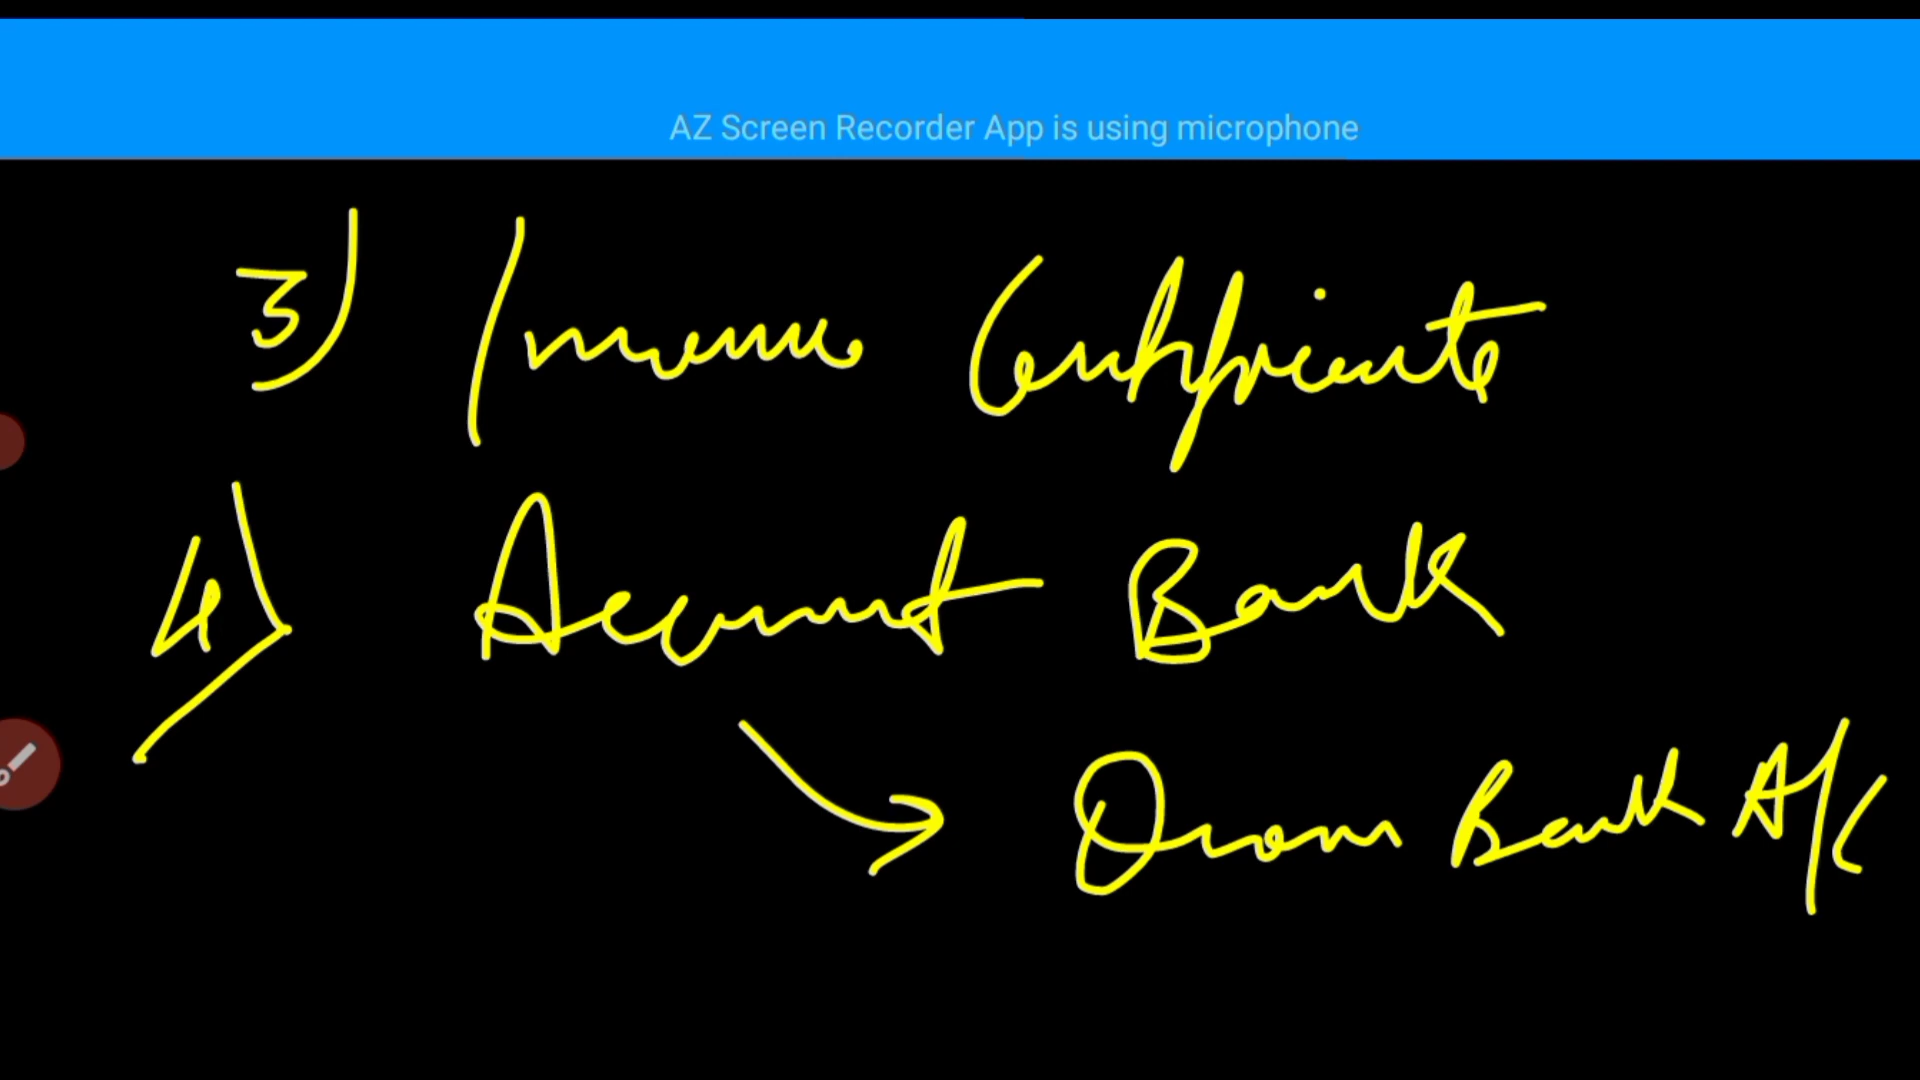 AZ Screen Recorder App is using microphone
3) Income Certificate
4) Account Bank
→ Own Bank A/C